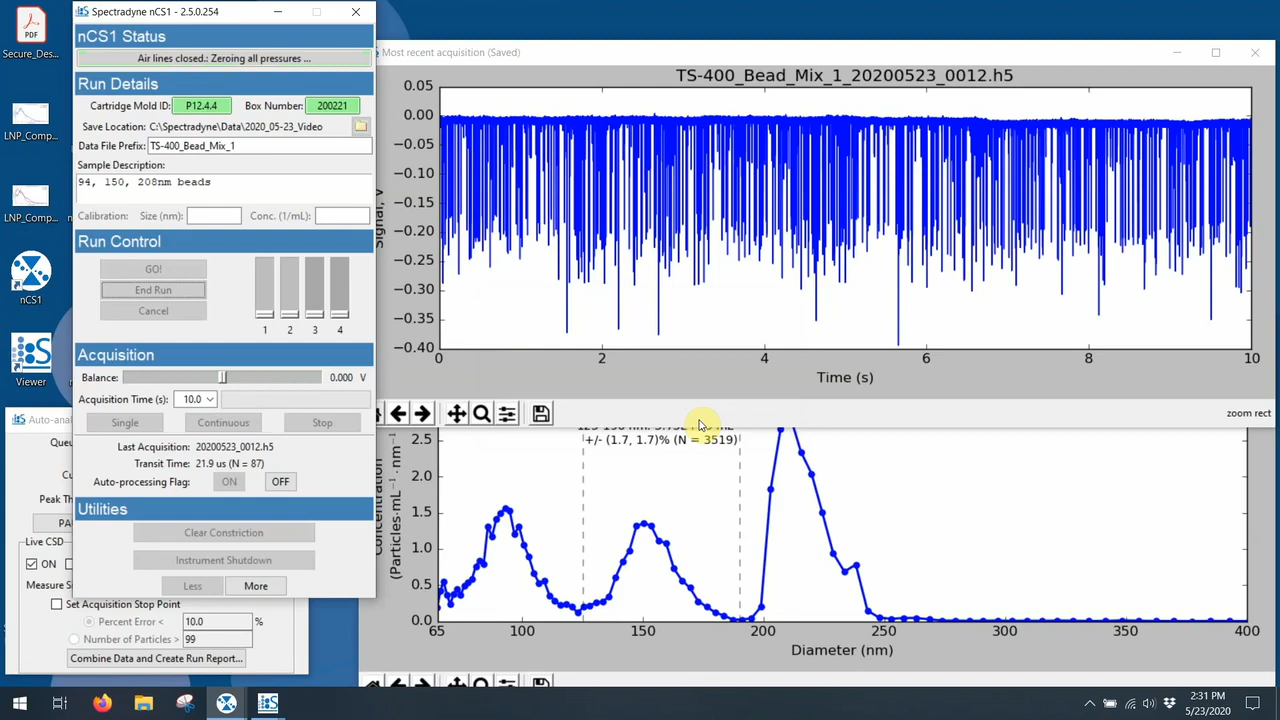 Secure_Des...
LNP_Comp...
LNP_Comp...
nCS1
Viewer
Spectradyne nCS1 - 2.5.0.254
nCS1 Status
Air lines closed.: Zeroing all pressures ...
Run Details
Cartridge Mold ID: P12.4.4 Box Number: 200221
Save Location: C:\Spectradyne\Data\2020_05-23_Video
Data File Prefix: TS-400_Bead_Mix_1
Sample Description:
94, 150, 208nm beads
Calibration: Size (nm): Conc. (1/mL):
Run Control
GO!
End Run
Cancel
1 2 3 4
Acquisition
Balance: 0.000 V
Acquisition Time (s): 10.0
Single Continuous Stop
Last Acquisition: 20200523_0012.h5
Transit Time: 21.9 us (N = 87)
Auto-processing Flag: ON OFF
Utilities
Clear Constriction
Instrument Shutdown
Less More
Auto-ana
Queu
Cu
Peak Th
PA
Live CSD
ON
Measure Si
Set Acquisition Stop Point
Percent Error < 10.0 %
Number of Particles > 99
Combine Data and Create Run Report...
Most recent acquisition (Saved)
TS-400_Bead_Mix_1_20200523_0012.h5
0.05
0.00
−0.05
−0.10
−0.15
−0.20
−0.25
−0.30
−0.35
−0.40
Signal, V
0 2 4 6 8 10
Time (s)
zoom rect
+/- (1.7, 1.7)% (N = 3519)
2.5
2.0
1.5
1.0
0.5
0.0
Concentration
(Particles·mL⁻¹·nm⁻¹)
65 100 150 200 250 300 350 400
Diameter (nm)
2:31 PM
5/23/2020